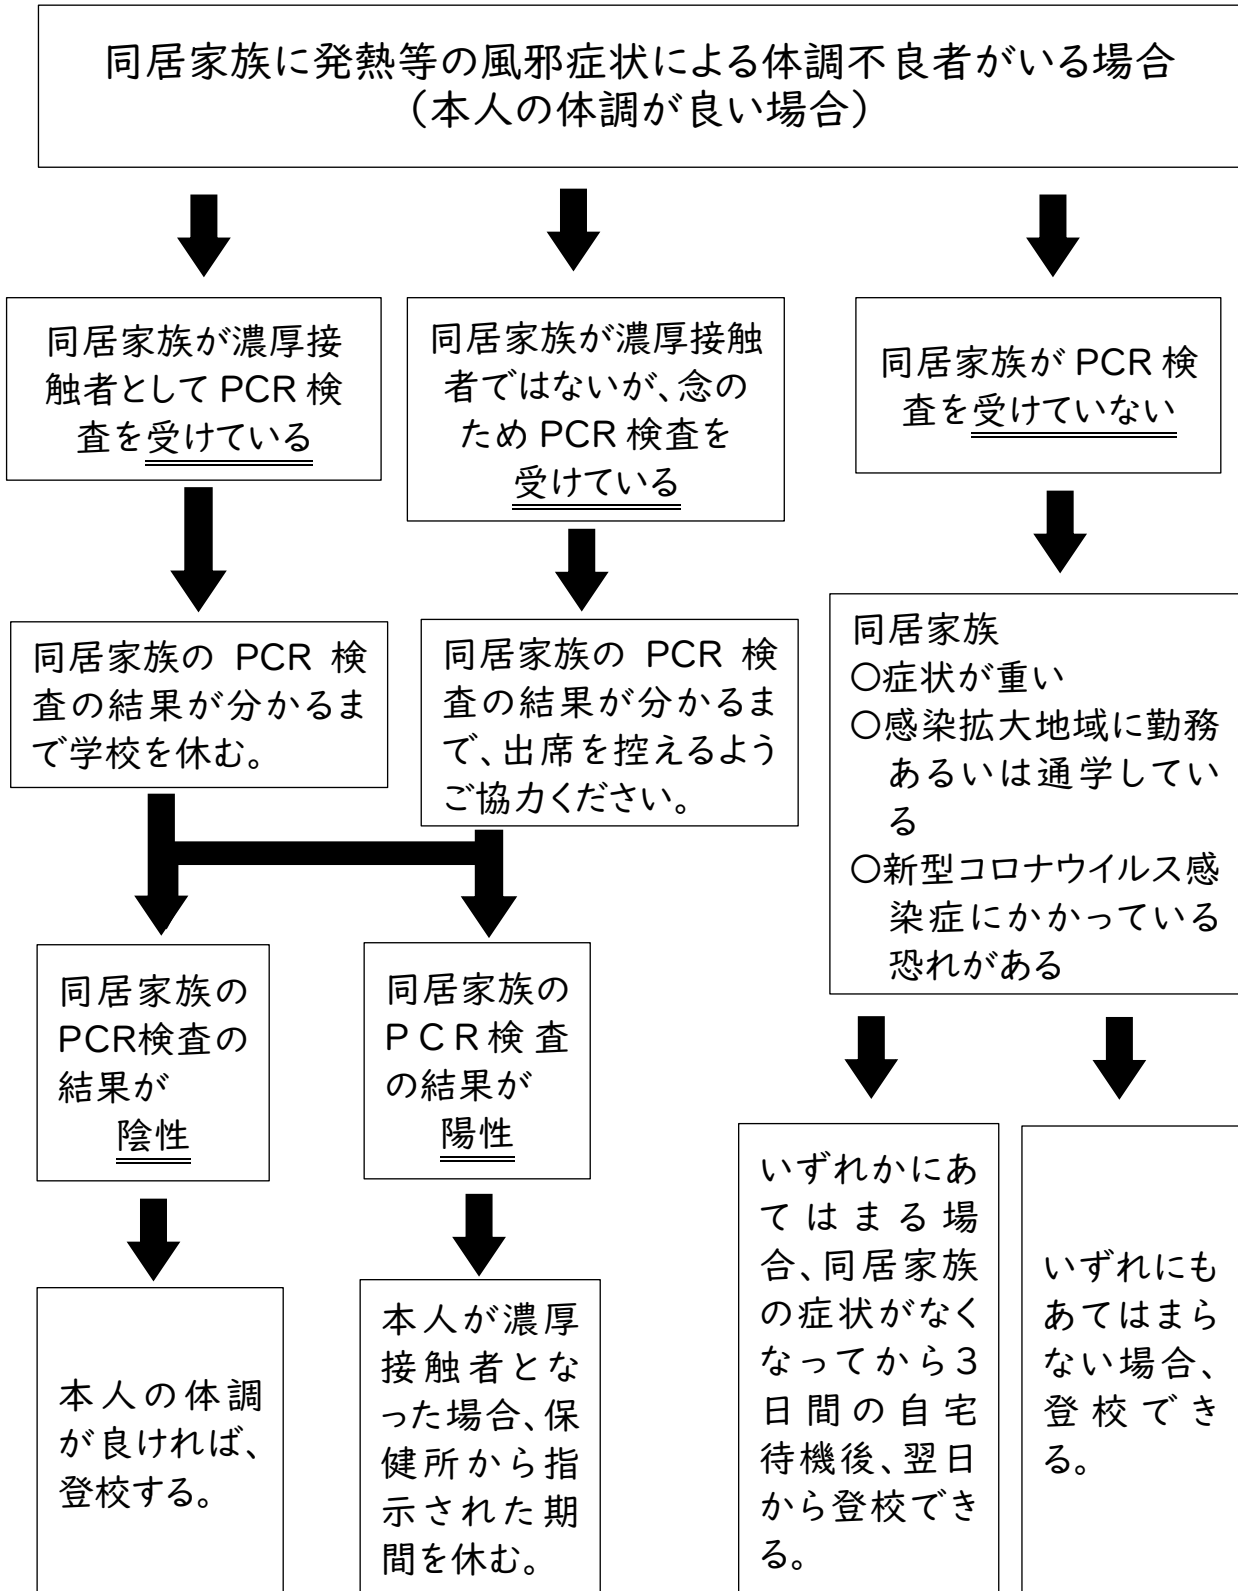 同居家族に発熱等の風邪症状による体調不良者がいる場合
（本人の体調が良い場合）
同居家族が濃厚接
触者として PCR 検
査を受けている
同居家族が濃厚接触
者ではないが、念の
ため PCR 検査を
受けている
同居家族が PCR 検
査を受けていない
同居家族の PCR 検
査の結果が分かるま
で学校を休む。
同居家族の PCR 検
査の結果が分かるま
で、出席を控えるよう
ご協力ください。
同居家族
○症状が重い
○感染拡大地域に勤務
あるいは通学してい
る
○新型コロナウイルス感
染症にかかっている
恐れがある
同居家族の
PCR検査の
結果が
陰性
同居家族の
PCR検査
の結果が
陽性
本人の体調
が良ければ、
登校する。
本人が濃厚
接触者とな
った場合、保
健所から指
示された期
間を休む。
いずれかにあ
てはまる場
合、同居家族
の症状がなく
なってから3
日間の自宅
待機後、翌日
から登校でき
る。
いずれにも
あてはまら
ない場合、
登校でき
る。